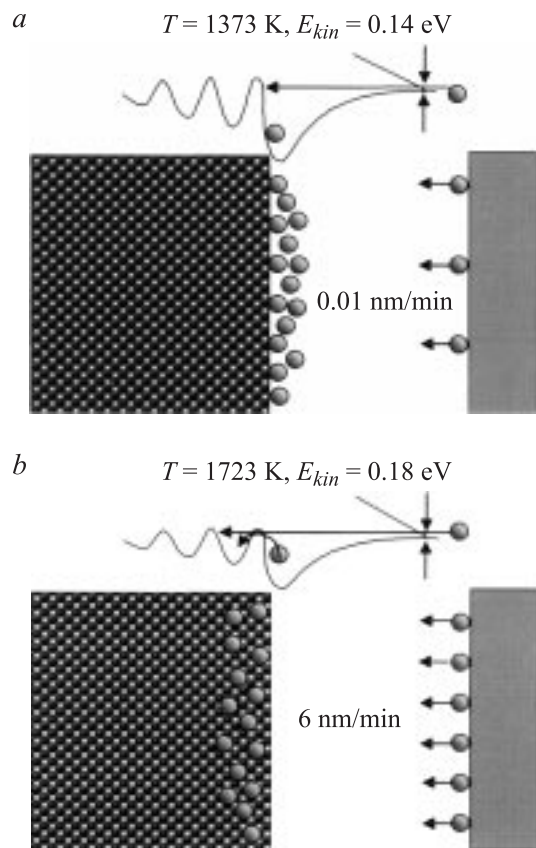 a
T = 1373 K, E_kin = 0.14 eV
0.01 nm/min
b
T = 1723 K, E_kin = 0.18 eV
6 nm/min